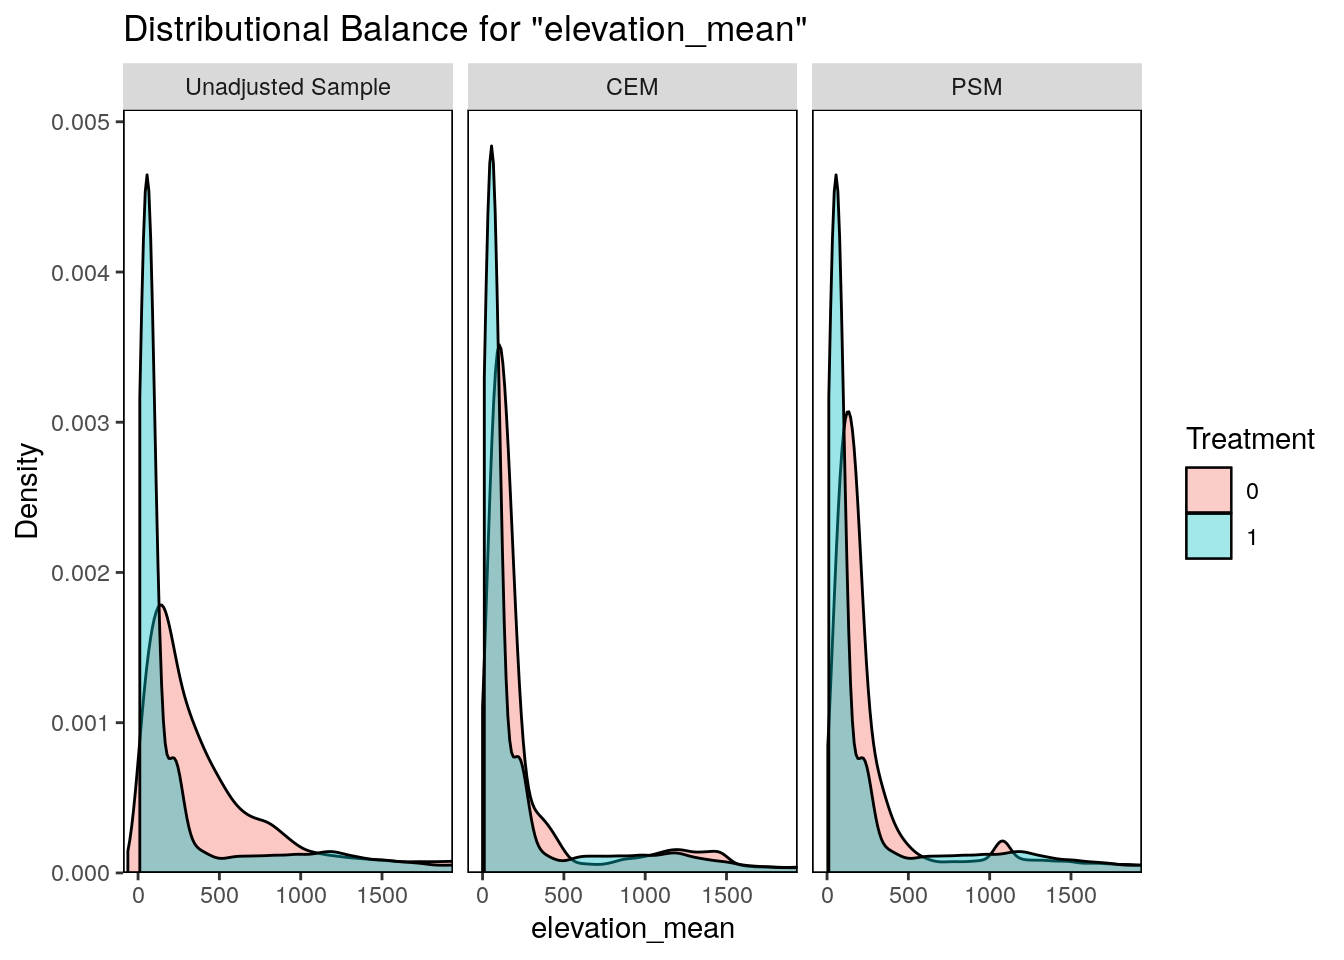 Distributional Balance for "elevation_mean"
Unadjusted Sample
CEM
PSM
Density
0.005
0.004
0.003
0.002
0.001
0.000
0 500 1000 1500
0 500 1000 1500
0 500 1000 1500
elevation_mean
Treatment
0
1